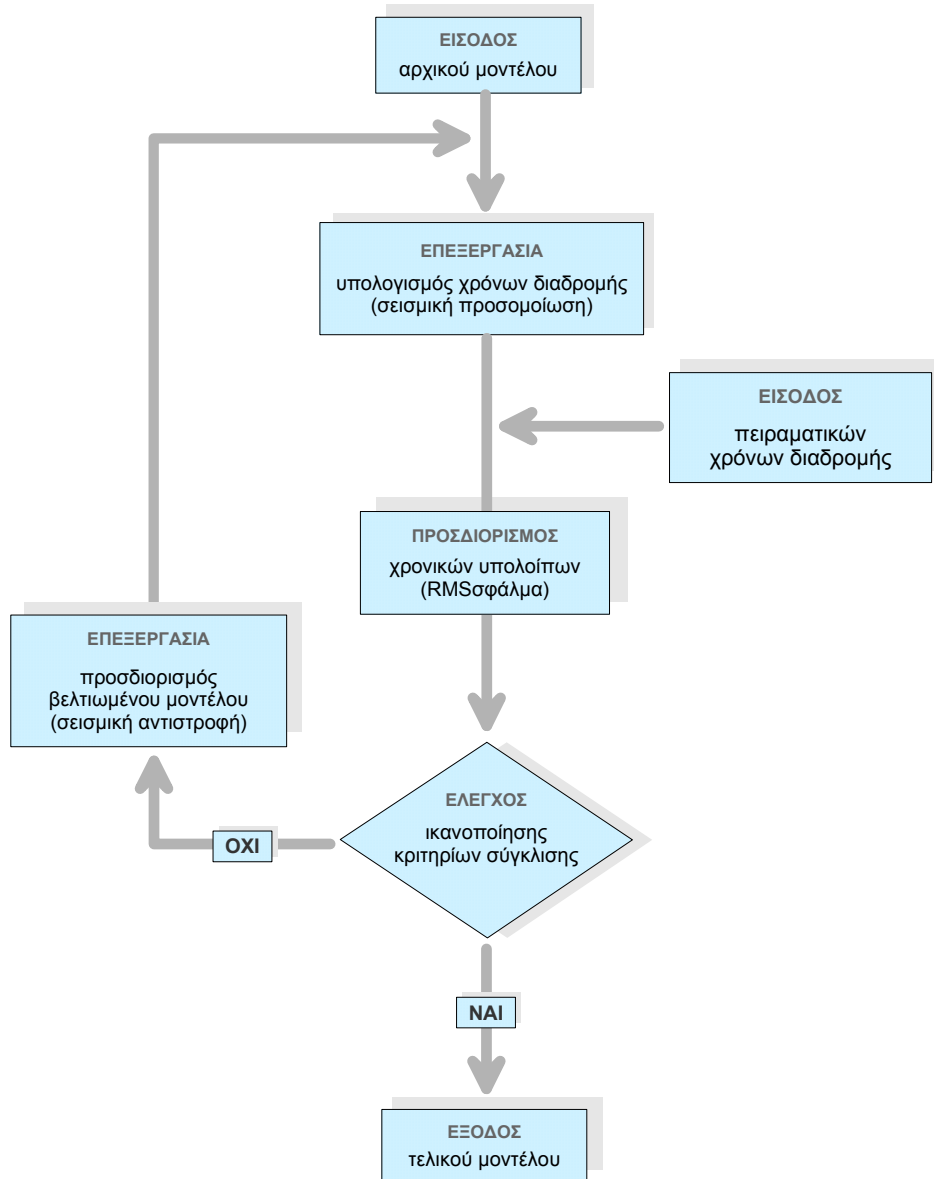 ΕΙΣΟΔΟΣ
αρχικού μοντέλου
ΕΠΕΞΕΡΓΑΣΙΑ
υπολογισμός χρόνων διαδρομής
(σεισμική προσομοίωση)
ΕΙΣΟΔΟΣ
πειραματικών
χρόνων διαδρομής
ΠΡΟΣΔΙΟΡΙΣΜΟΣ
χρονικών υπολοίπων
(RMSσφάλμα)
ΕΠΕΞΕΡΓΑΣΙΑ
προσδιορισμός
βελτιωμένου μοντέλου
(σεισμική αντιστροφή)
ΕΛΕΓΧΟΣ
ικανοποίησης
κριτηρίων σύγκλισης
ΟΧΙ
ΝΑΙ
ΕΞΟΔΟΣ
τελικού μοντέλου